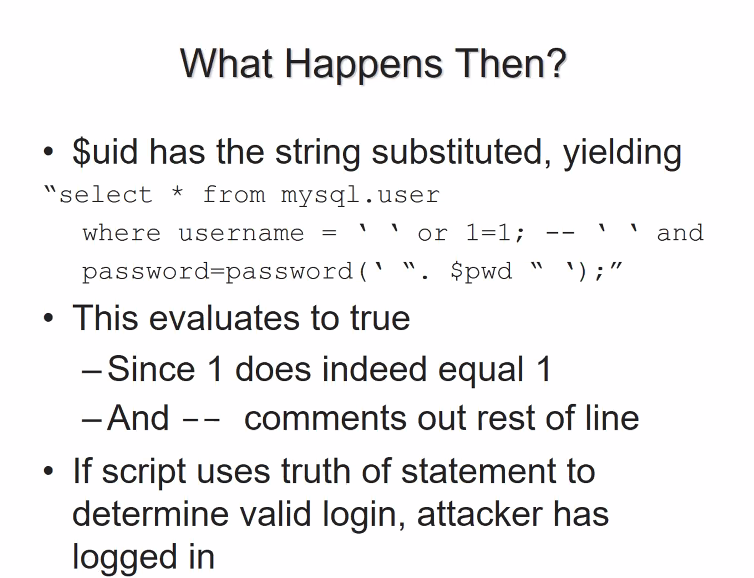 What Happens Then?
• $uid has the string substituted, yielding
“select * from mysql.user
where username = ‘ ‘ or 1=1; -- ‘ ‘ and
password=password(‘ “. $pwd “ ‘);”
• This evaluates to true
–Since 1 does indeed equal 1
–And -- comments out rest of line
• If script uses truth of statement to
determine valid login, attacker has
logged in